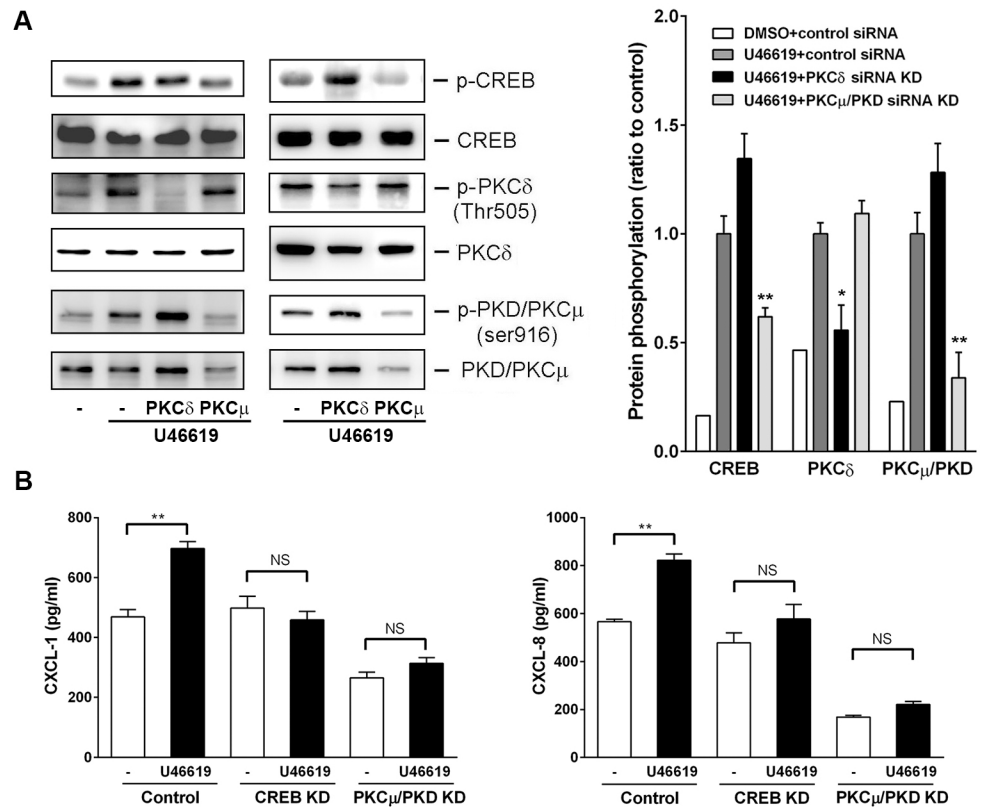 A
p-CREB
CREB
p-PKCδ
(Thr505)
PKCδ
p-PKD/PKCμ
(ser916)
PKD/PKCμ
- - PKCδ PKCμ
U46619
- PKCδ PKCμ
U46619
DMSO+control siRNA
U46619+control siRNA
U46619+PKCδ siRNA KD
U46619+PKCμ/PKD siRNA KD
Protein phosphorylation (ratio to control)
2.0
1.5
1.0
0.5
0.0
**
*
**
CREB PKCδ PKCμ/PKD
B
CXCL-1 (pg/ml)
800
600
400
200
0
**
NS
NS
- U46619 - U46619 - U46619
Control CREB KD PKCμ/PKD KD
CXCL-8 (pg/ml)
1000
800
600
400
200
0
**
NS
NS
- U46619 - U46619 - U46619
Control CREB KD PKCμ/PKD KD